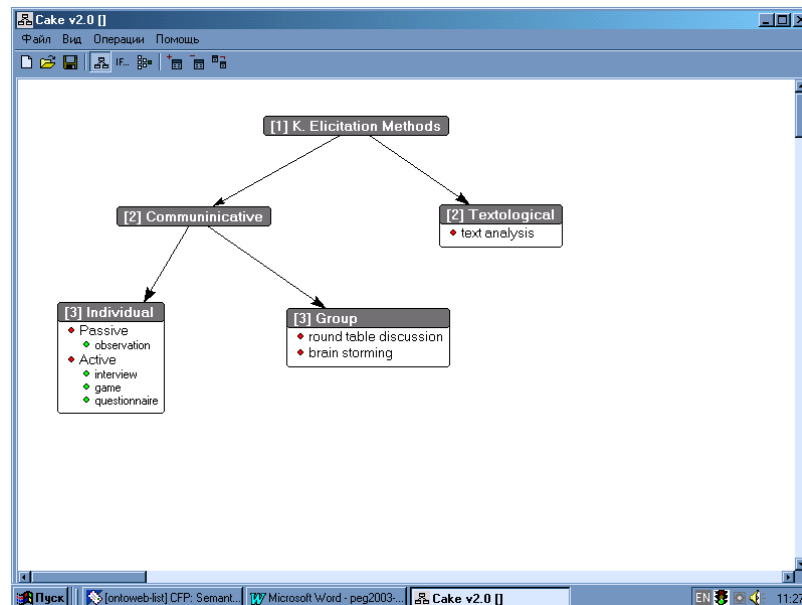 Cake v2.0 []
Файл Вид Операции Помощь
IF...
[1] K. Elicitation Methods
[2] Communinicative
[2] Textological
text analysis
[3] Individual
Passive
observation
Active
interview
game
questionnaire
[3] Group
round table discussion
brain storming
Пуск [ontoweb-list] CFP: Semant... Microsoft Word - peg2003-... Cake v2.0 [] EN 11:27